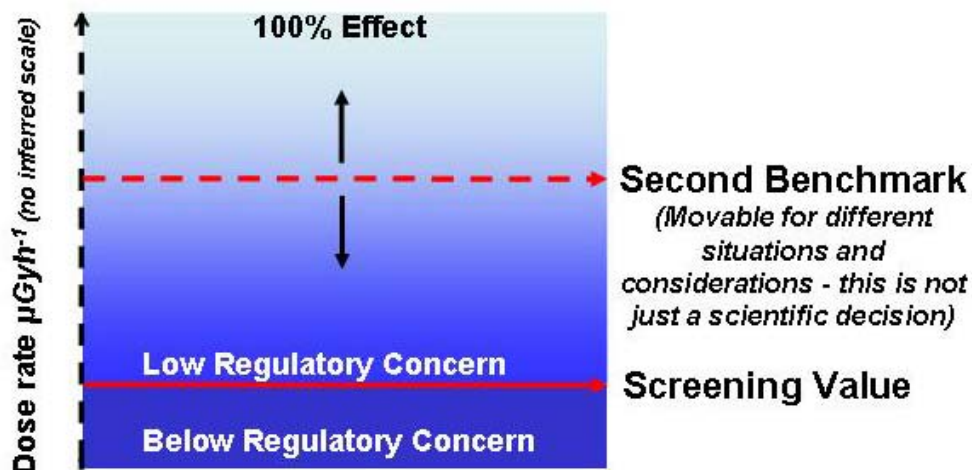 Dose rate µGyh⁻¹ (no inferred scale)
100% Effect
Second Benchmark
(Movable for different
situations and
considerations - this is not
just a scientific decision)
Low Regulatory Concern
Screening Value
Below Regulatory Concern